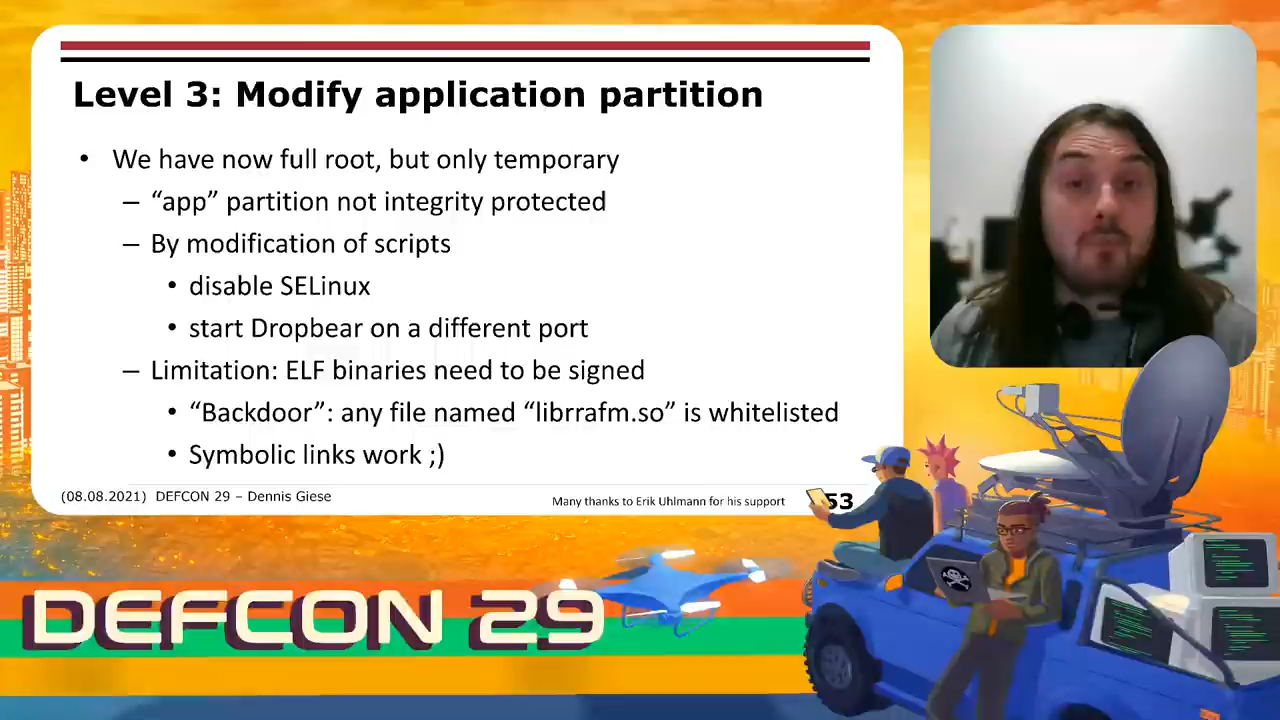 Level 3: Modify application partition
• We have now full root, but only temporary
– “app” partition not integrity protected
– By modification of scripts
• disable SELinux
• start Dropbear on a different port
– Limitation: ELF binaries need to be signed
• “Backdoor”: any file named “librrafm.so” is whitelisted
• Symbolic links work ;)
(08.08.2021) DEFCON 29 – Dennis Giese
Many thanks to Erik Uhlmann for his support
53
DEFCON 29